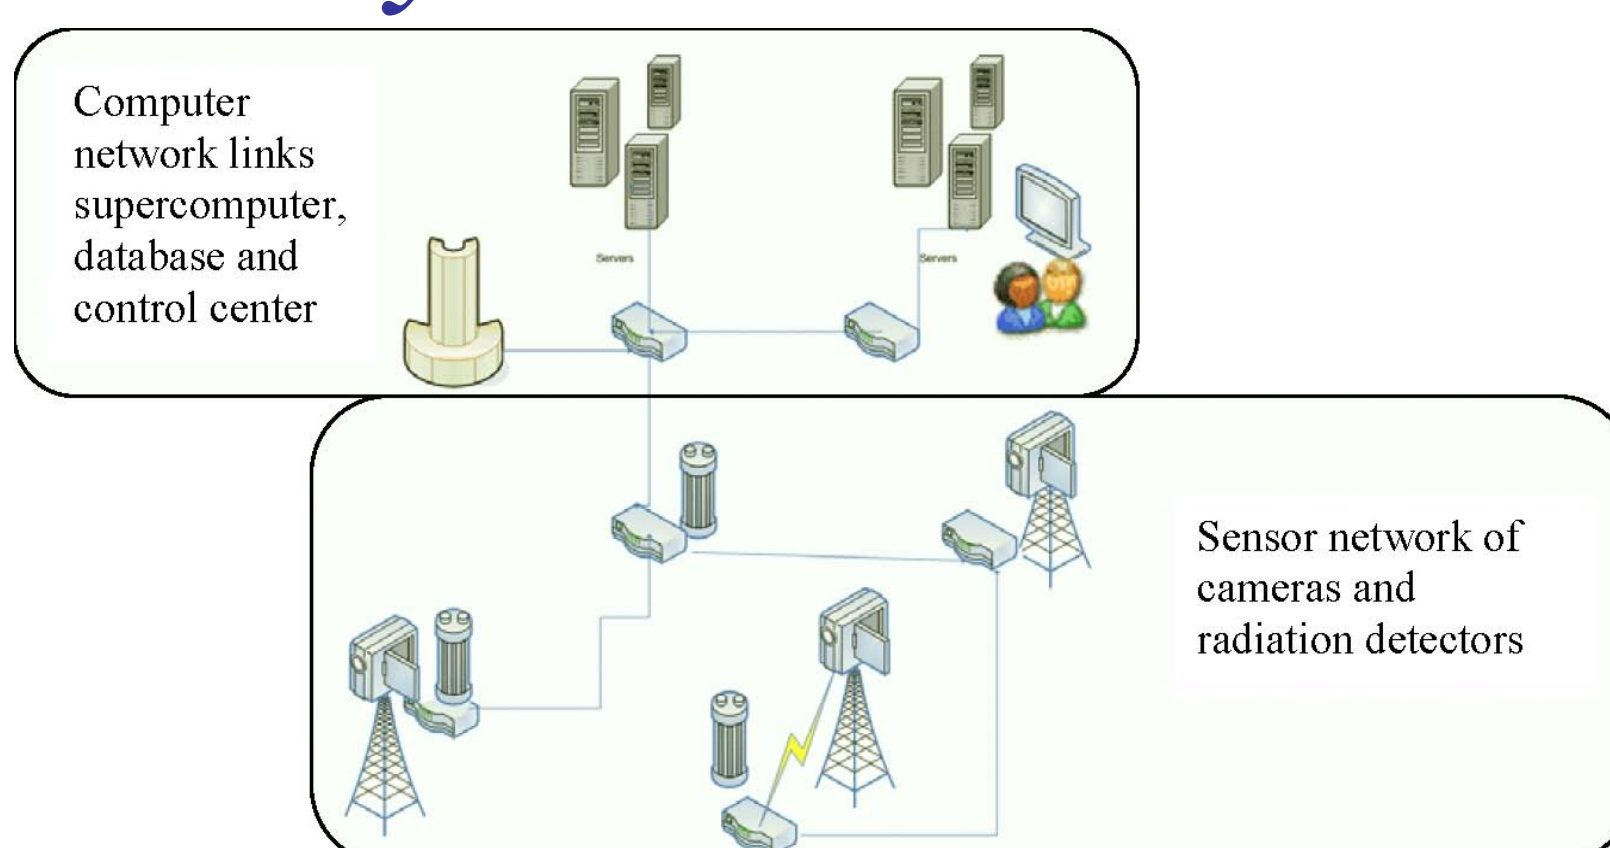 Computer
network links
supercomputer,
database and
control center
Servers
Servers
Sensor network of
cameras and
radiation detectors